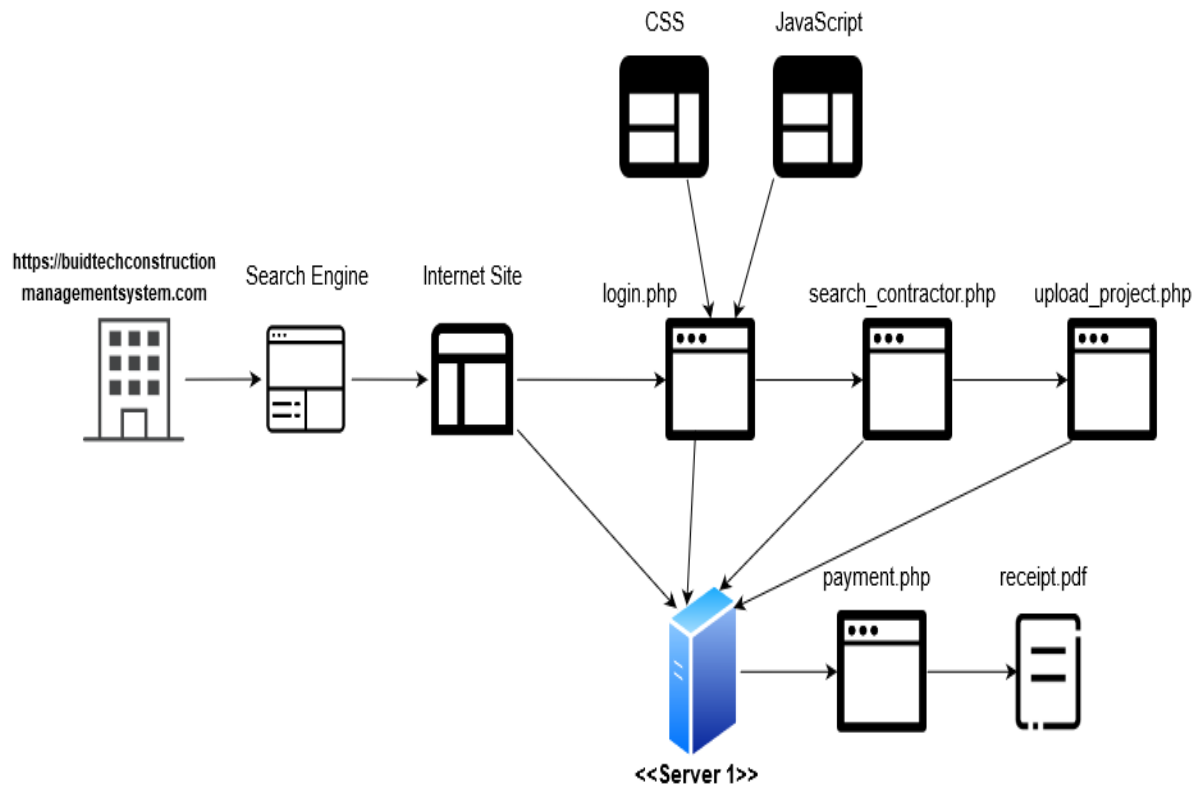 CSS
JavaScript
https://buidtechconstruction
managementsystem.com
Search Engine
Internet Site
login.php
search_contractor.php
upload_project.php
payment.php
receipt.pdf
<<Server 1>>